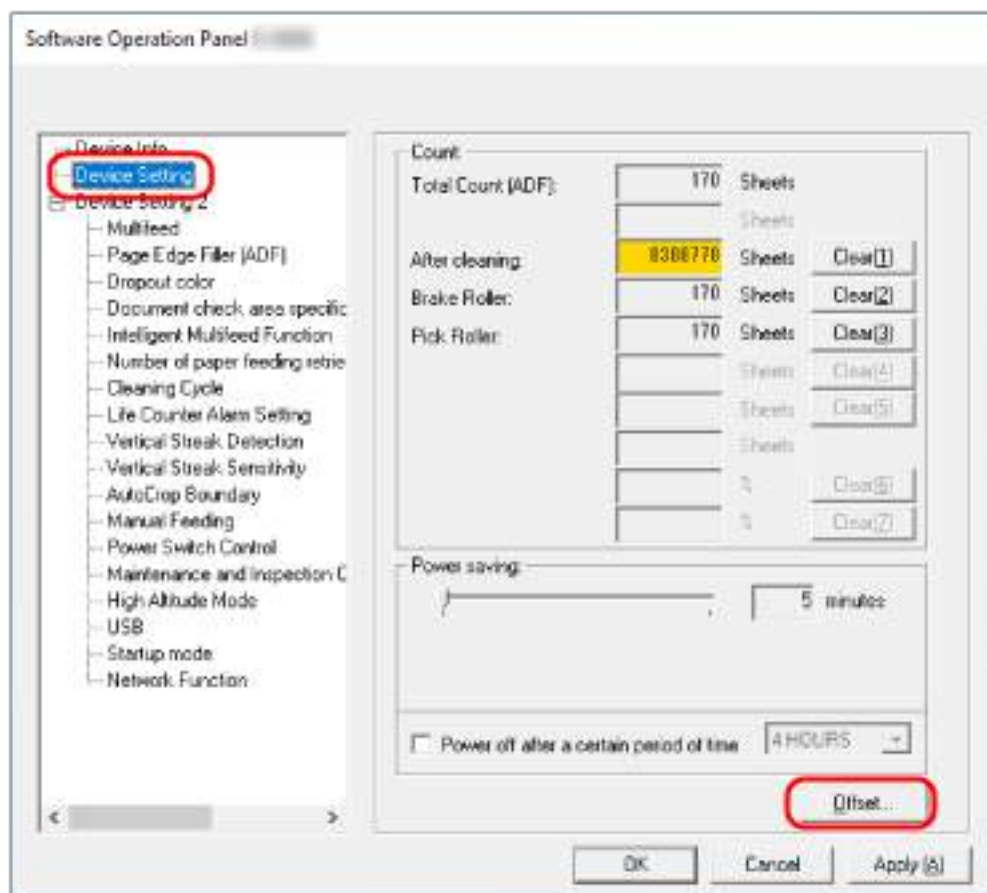 Software Operation Panel
Device Info
Device Setting
Device Setting 2
Multifeed
Page Edge Filler (ADF)
Dropout color
Document check area specific
Intelligent Multifeed Function
Number of paper feeding retrie
Cleaning Cycle
Life Counter Alarm Setting
Vertical Streak Detection
Vertical Streak Sensitivity
AutoCrop Boundary
Manual Feeding
Power Switch Control
Maintenance and Inspection C
High Altitude Mode
USB
Startup mode
Network Function
Count
Total Count (ADF): 170 Sheets
Sheets
After cleaning: 8388778 Sheets Clear(1)
Brake Roller: 170 Sheets Clear(2)
Pick Roller: 170 Sheets Clear(3)
Sheets Clear(4)
Sheets Clear(5)
Sheets
Clear(6)
Clear(7)
Power saving:
5 minutes
Power off after a certain period of time 4 HOURS
Offset...
OK Cancel Apply (A)